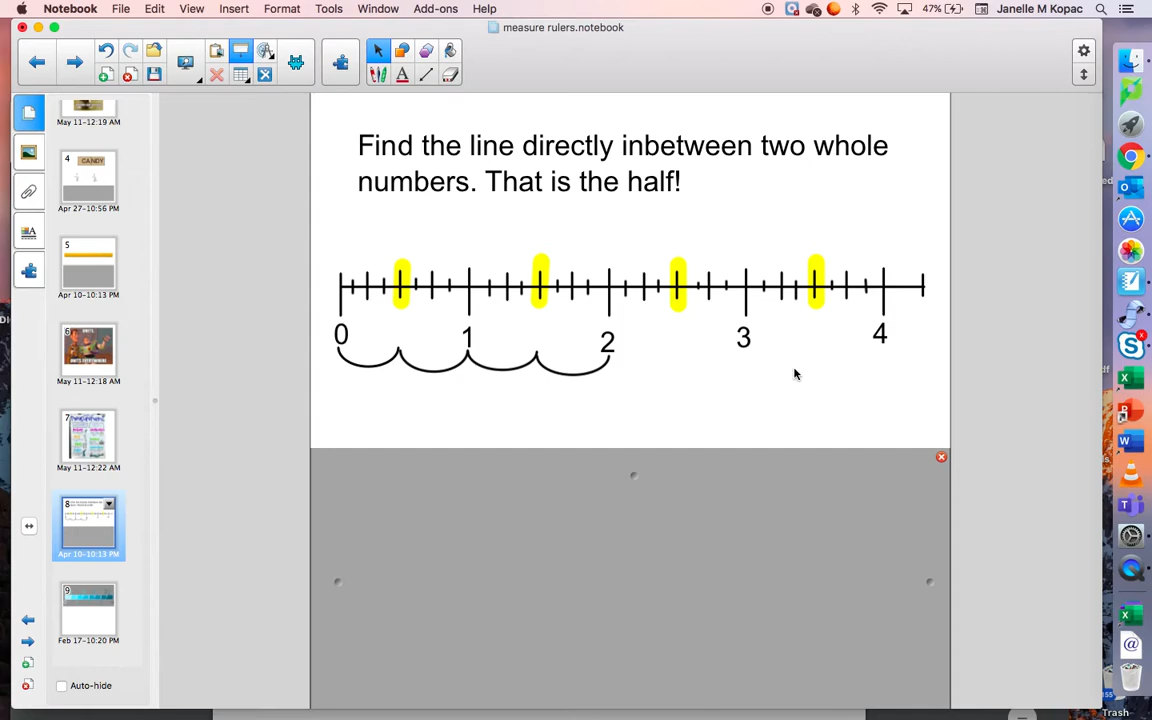 Notebook File Edit View Insert Format Tools Window Add-ons Help 47% Janelle M Kopac
measure rulers.notebook
May 11-12:19 AM
4
CANDY
Apr 27-10:56 PM
5
Apr 10-10:13 PM
6
May 11-12:18 AM
7
May 11-12:22 AM
8
Apr 10-10:13 PM
9
Feb 17-10:20 PM
Auto-hide
Find the line directly inbetween two whole
numbers. That is the half!
0 1 2 3 4
Trash